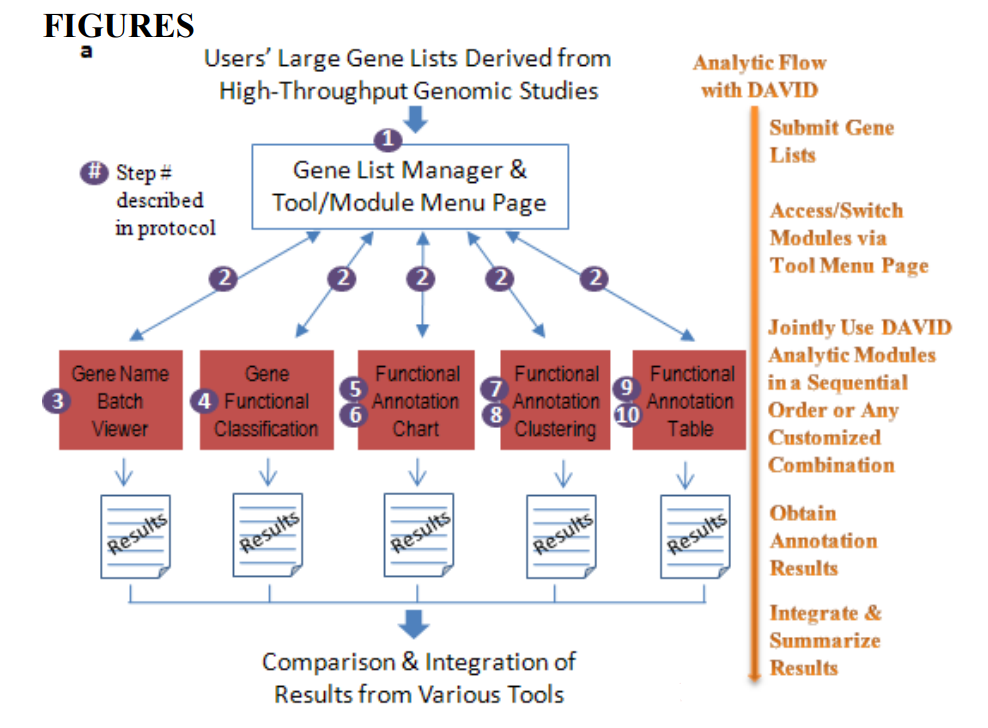 FIGURES
a
Users’ Large Gene Lists Derived from
High-Throughput Genomic Studies
Analytic Flow
with DAVID
1
Gene List Manager &
Tool/Module Menu Page
# Step #
described
in protocol
Submit Gene
Lists
Access/Switch
Modules via
Tool Menu Page
2
2
2
2
2
3
Gene Name
Batch
Viewer
4
Gene
Functional
Classification
5
6
Functional
Annotation
Chart
7
8
Functional
Annotation
Clustering
9
10
Functional
Annotation
Table
Jointly Use DAVID
Analytic Modules
in a Sequential
Order or Any
Customized
Combination
Results
Results
Results
Results
Results
Obtain
Annotation
Results
Integrate &
Summarize
Results
Comparison & Integration of
Results from Various Tools